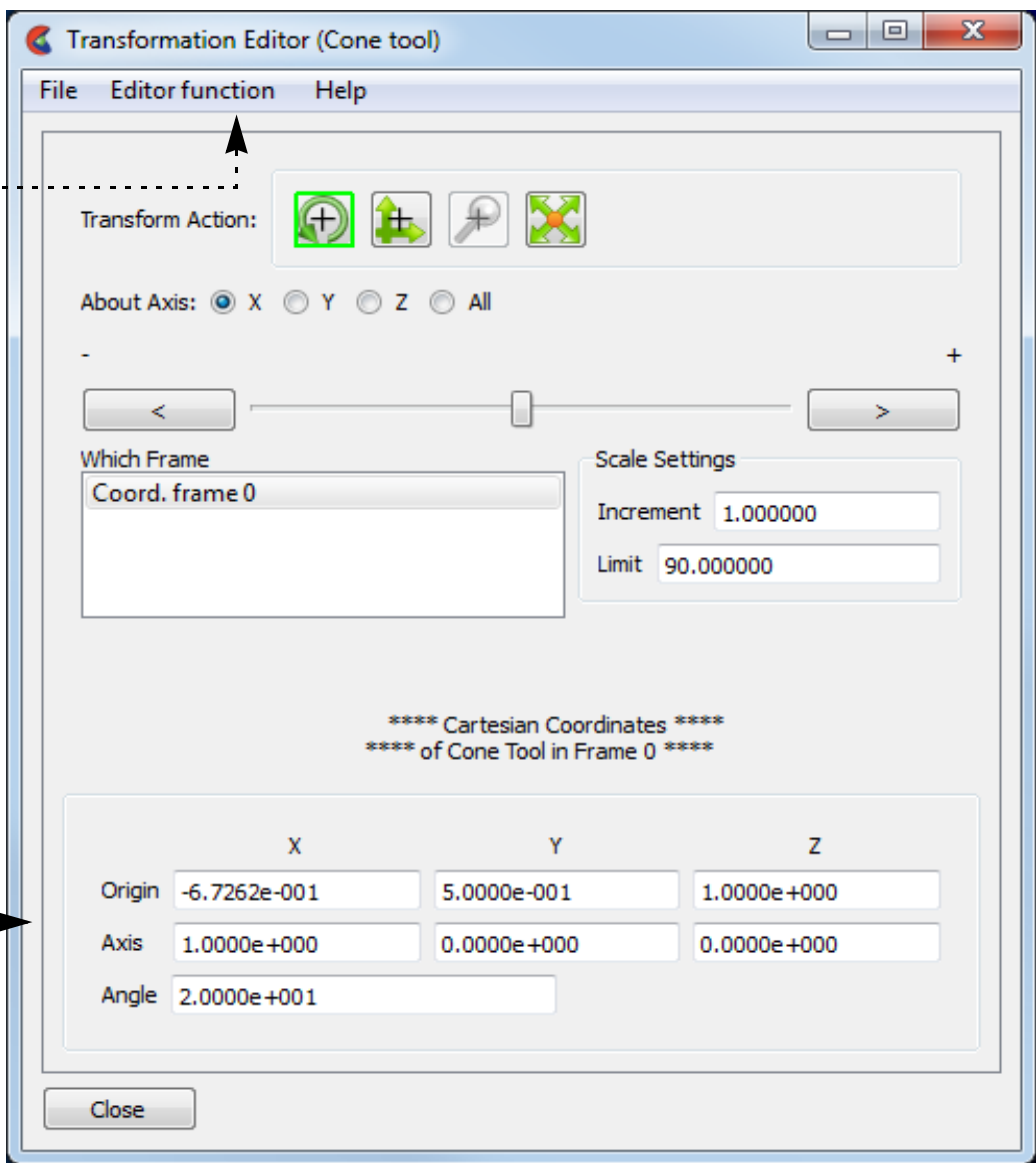 Transformation Editor (Cone tool)
File Editor function Help
Transform Action:
About Axis: X Y Z All
- +
< >
Which Frame
Coord. frame 0
Scale Settings
Increment 1.000000
Limit 90.000000
**** Cartesian Coordinates ****
**** of Cone Tool in Frame 0 ****
X Y Z
Origin -6.7262e-001 5.0000e-001 1.0000e+000
Axis 1.0000e+000 0.0000e+000 0.0000e+000
Angle 2.0000e+001
Close